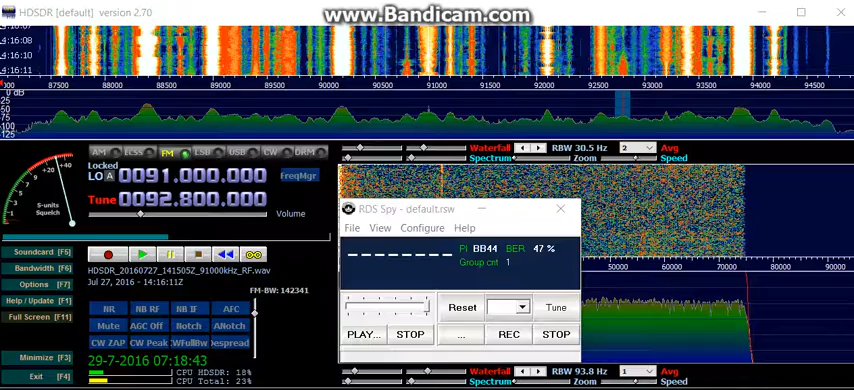 HDSDR [default] version 2.70
www.Bandicam.com
4:16:08
4:16:10
4:16:11
87500 88000 88500 89000 89500 90000 90500 91000 91500 92000 92500 93000 93500 94000 94500
0 dB
-25
-50
-75
-100
-125
AM ECSS FM LSB USB CW DRM
Waterfall RBW 30.5 Hz 2 Avg
Spectrum Zoom Speed
+20 +40
S-units
Squelch
Locked
LO A 0091.000.000 FreqMgr
Tune 0092.800.000
Volume
RDS Spy - default.rsw
File View Configure Help
PI BB44 BER 47 %
Group cnt 1
Reset Tune
PLAY... STOP ... REC STOP
50000 60000 70000 80000 90000
Soundcard [F5]
Bandwidth [F6]
Options [F7]
Help / Update [F1]
Full Screen [F11]
Minimize [F3]
Exit [F4]
HDSDR_20160727_141505Z_91000kHz_RF.wav
Jul 27, 2016 - 14:16:11Z
FM-BW: 142341
NR NB RF NB IF AFC
Mute AGC Off Notch ANotch
CW ZAP CW Peak CWFullBw Despread
29-7-2016 07:18:43
CPU HDSDR: 18%
CPU Total: 23%
Waterfall RBW 93.8 Hz 1 Avg
Spectrum Zoom Speed